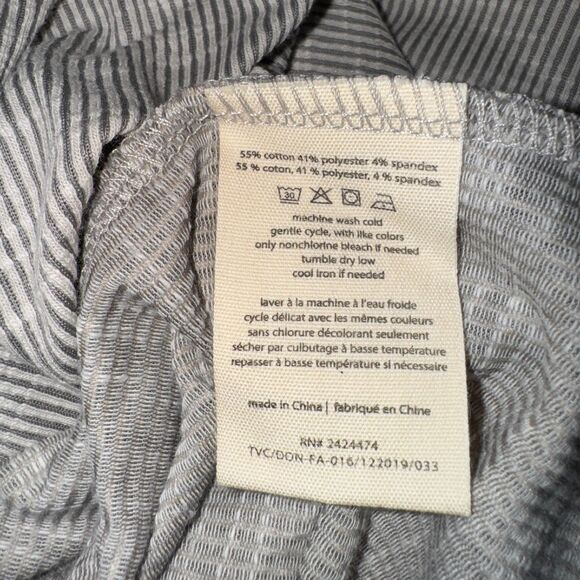 55% cotton 41% polyester 4% spandex
55 % coton, 41 % polyester, 4 % spandex
30
machine wash cold
gentle cycle, with like colors
only nonchlorine bleach if needed
tumble dry low
cool iron if needed
laver à la machine à l'eau froide
cycle délicat avec les mêmes couleurs
sans chlorure décolorant seulement
sécher par culbutage à basse température
repasser à basse température si nécessaire
made in China | fabriqué en Chine
RN# 2424474
TVC/DON-FA-016/122019/033